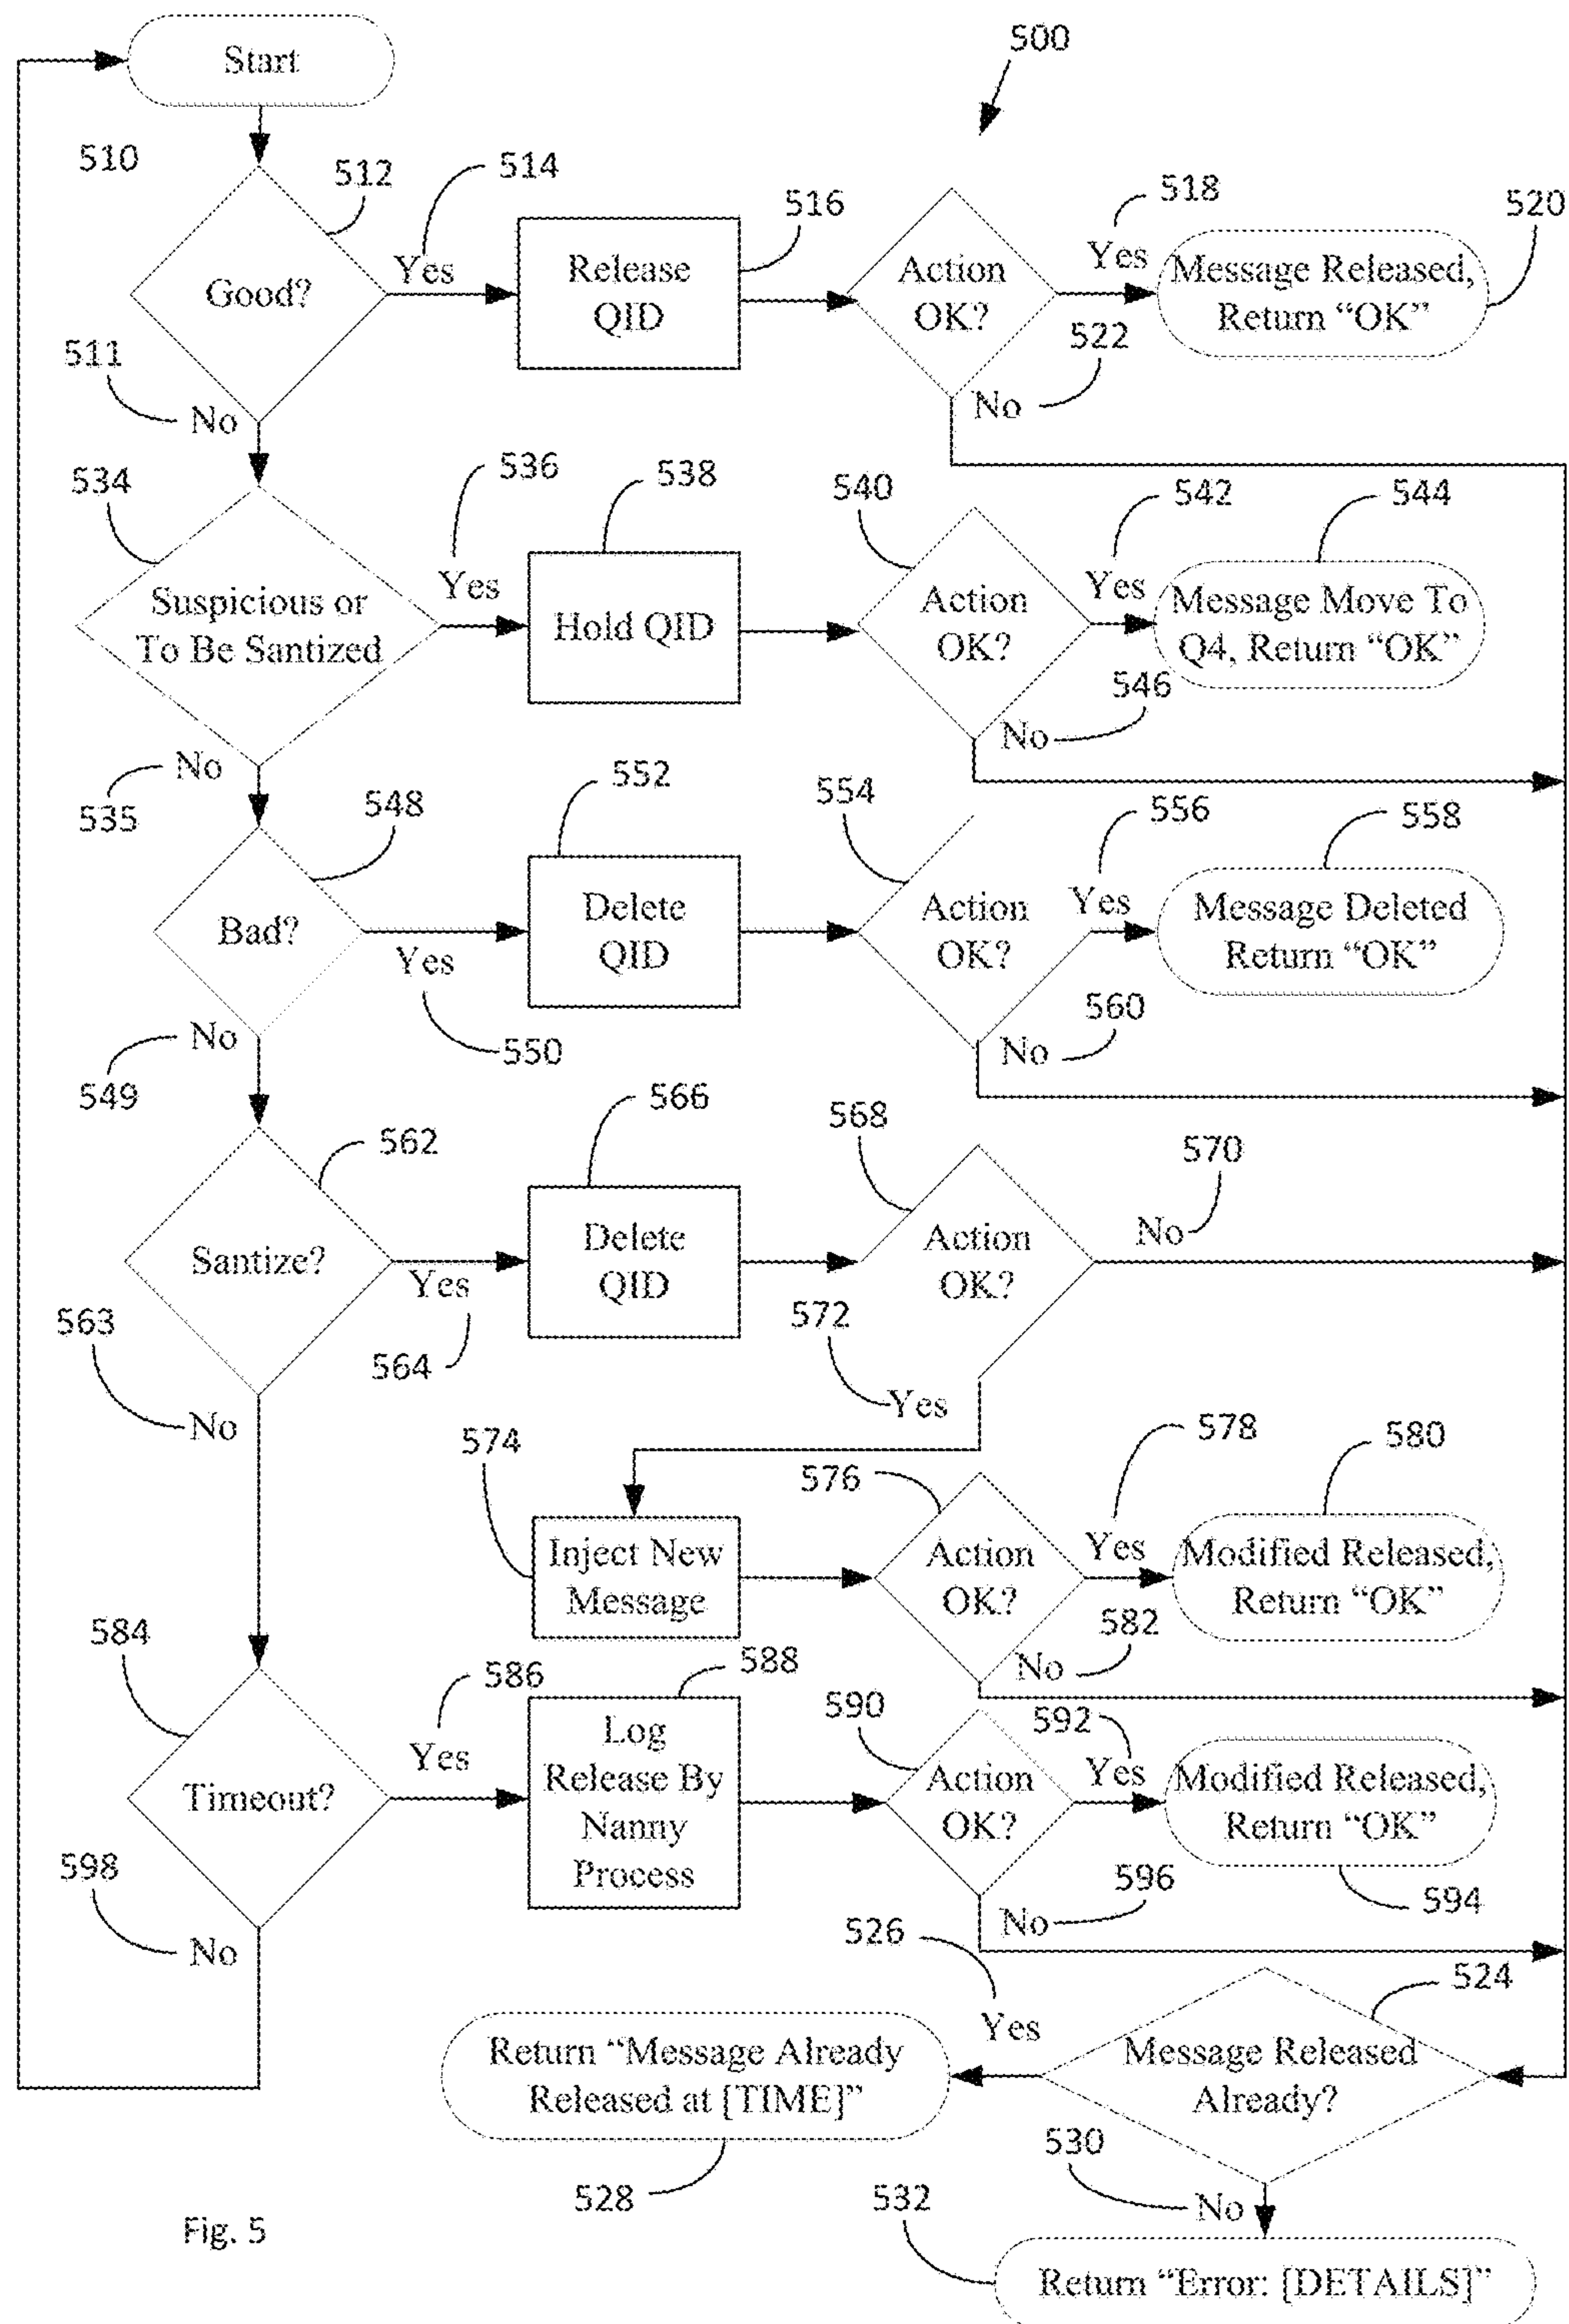 Start
500
510
512
514
516
518
520
Good?
Yes
Release
QID
Action
OK?
Yes
Message Released,
Return “OK”
511
No
522
No
534
536
538
540
542
544
Suspicious or
To Be Santized
Yes
Hold QID
Action
OK?
Yes
Message Move To
Q4, Return “OK”
546
No
No
535
548
552
554
556
558
Bad?
Yes
550
Delete
QID
Action
OK?
Yes
Message Deleted
Return “OK”
No
549
560
No
562
566
568
570
Santize?
Yes
564
Delete
QID
Action
OK?
No
563
No
572
Yes
574
576
578
580
Inject New
Message
Action
OK?
Yes
Modified Released,
Return “OK”
582
No
584
586
588
590
592
Timeout?
Yes
Log
Release By
Nanny
Process
Action
OK?
Yes
Modified Released,
Return “OK”
598
No
596
No
594
526
524
Yes
Return “Message Already
Released at [TIME]”
Message Released
Already?
528
530
No
532
Return “Error: [DETAILS]”
Fig. 5